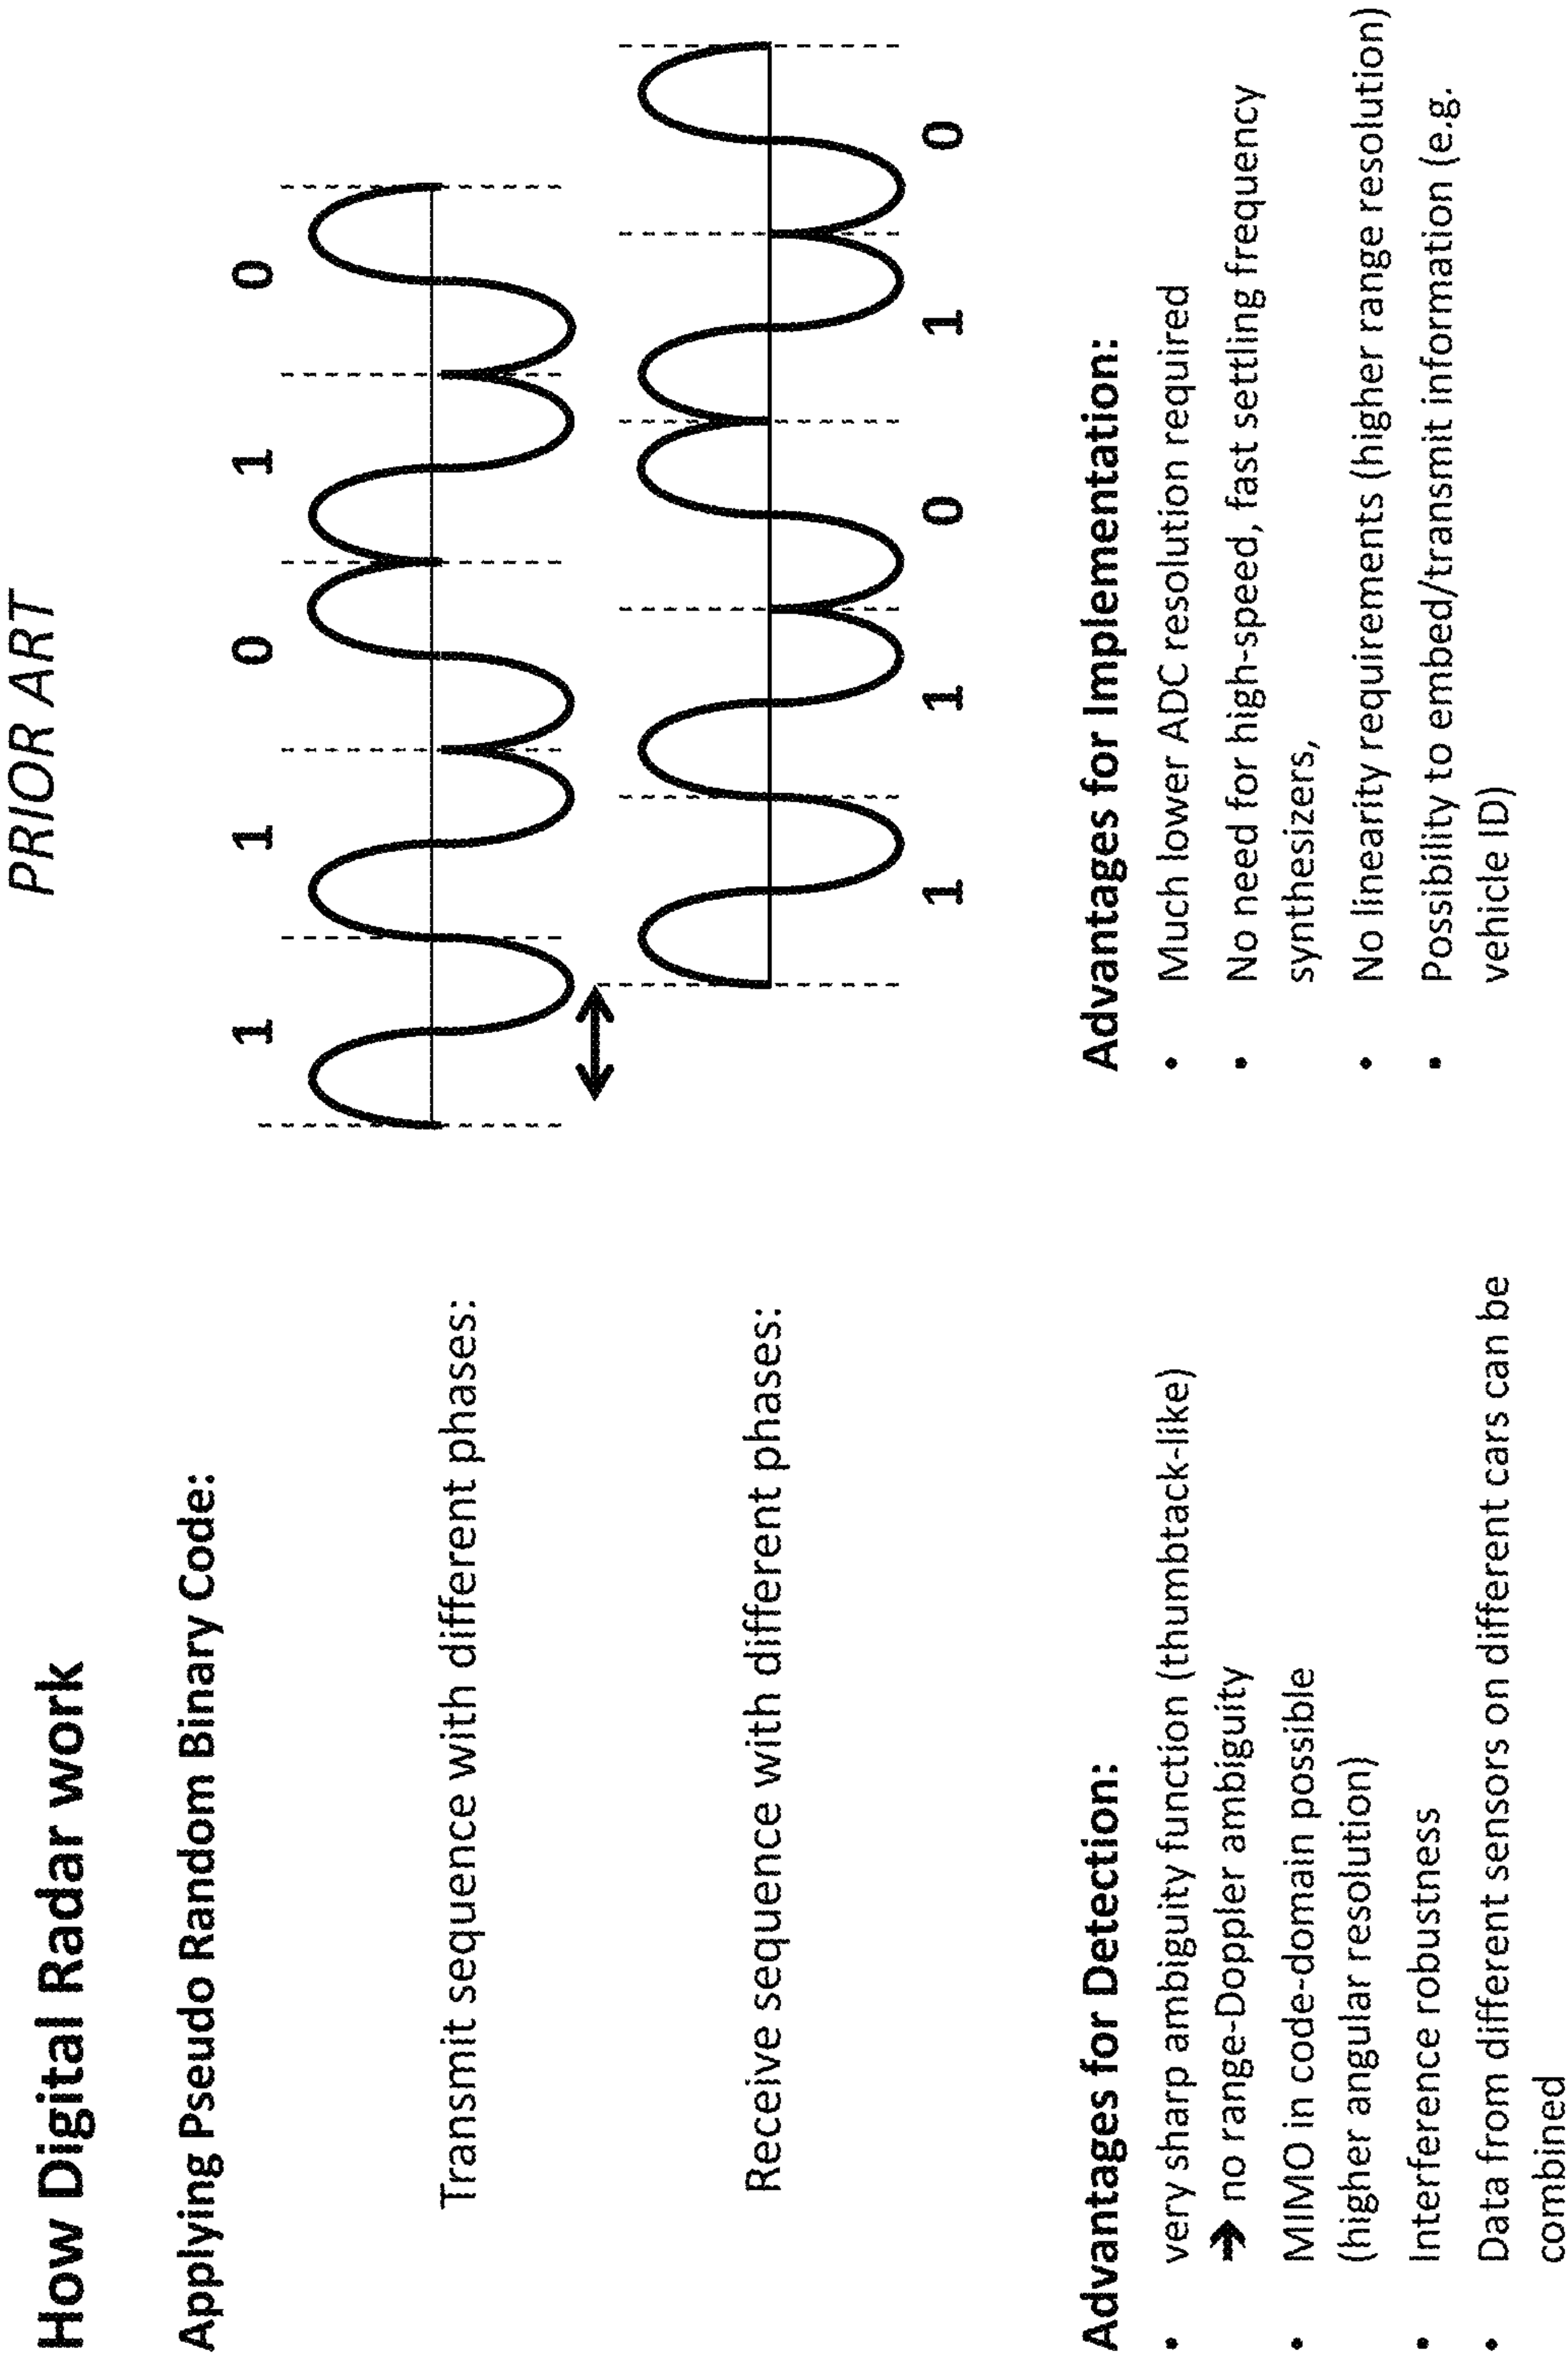 PRIOR ART
How Digital Radar work
Applying Pseudo Random Binary Code:
1 1 0 1 0
Transmit sequence with different phases:
Receive sequence with different phases:
1 1 0 1 0
Advantages for Detection:
• very sharp ambiguity function (thumbtack-like)
➔ no range-Doppler ambiguity
• MIMO in code-domain possible
(higher angular resolution)
• Interference robustness
• Data from different sensors on different cars can be
combined
Advantages for Implementation:
• Much lower ADC resolution required
• No need for high-speed, fast settling frequency
synthesizers,
• No linearity requirements (higher range resolution)
• Possibility to embed/transmit information (e.g.
vehicle ID)